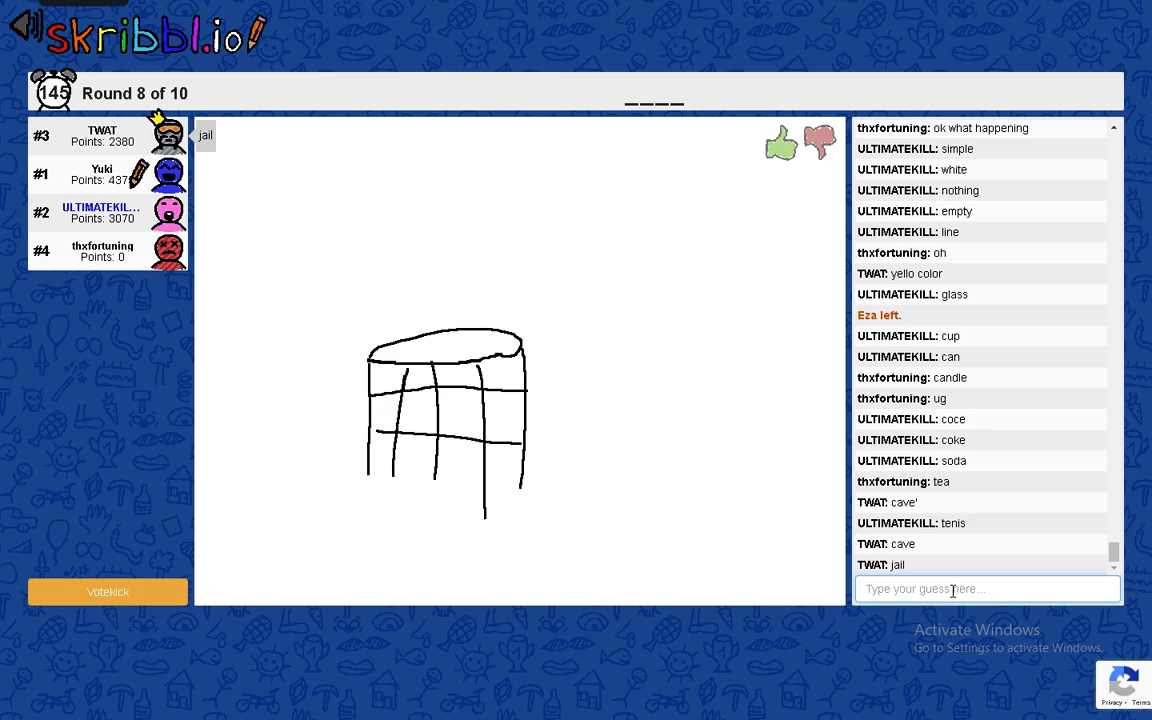 skribbl.io
145 Round 8 of 10
____
#3 TWAT
Points: 2380
jail
#1 Yuki
Points: 437
#2 ULTIMATEKIL...
Points: 3070
#4 thxfortuning
Points: 0
Votekick
thxfortuning: ok what happening
ULTIMATEKILL: simple
ULTIMATEKILL: white
ULTIMATEKILL: nothing
ULTIMATEKILL: empty
ULTIMATEKILL: line
thxfortuning: oh
TWAT: yello color
ULTIMATEKILL: glass
Eza left.
ULTIMATEKILL: cup
ULTIMATEKILL: can
thxfortuning: candle
thxfortuning: ug
ULTIMATEKILL: coce
ULTIMATEKILL: coke
ULTIMATEKILL: soda
thxfortuning: tea
TWAT: cave'
ULTIMATEKILL: tenis
TWAT: cave
TWAT: jail
Type your guess here...
Activate Windows
Go to Settings to activate Windows.
Privacy - Terms